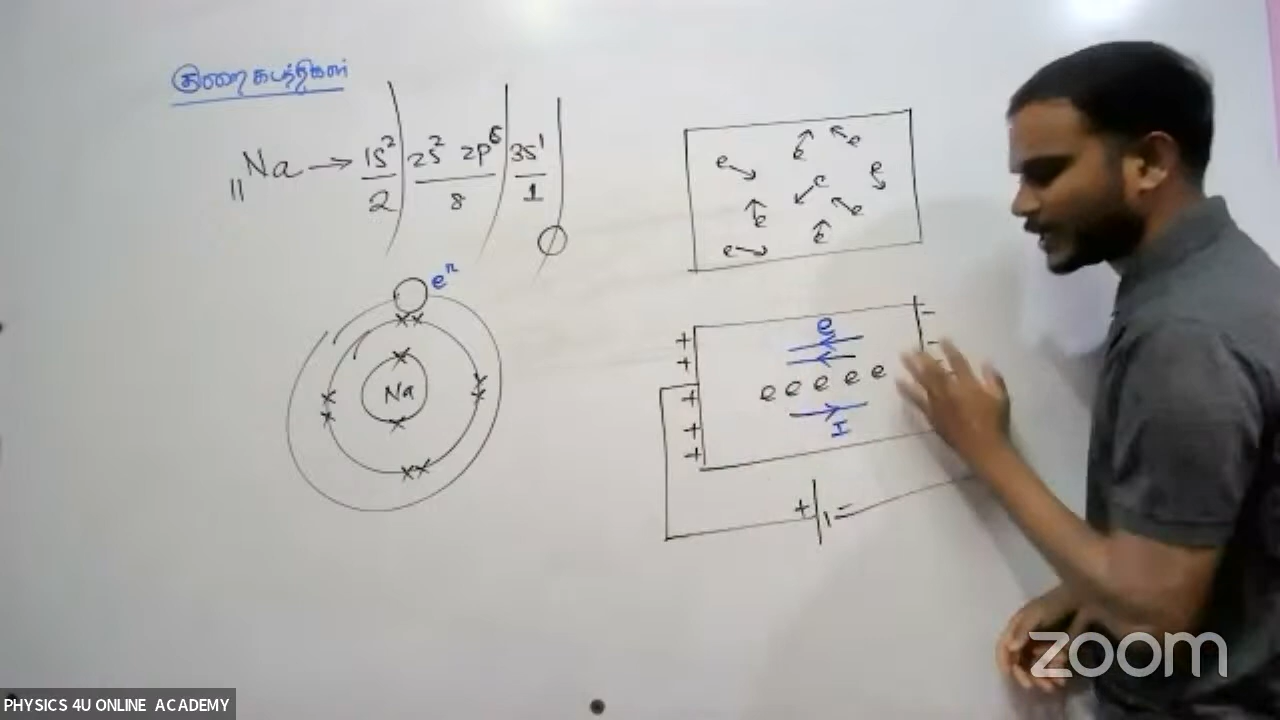 குறைகடத்திகள்
₁₁Na → 1s² 2s² 2p⁶ 3s¹
2 8 1
eⁿ
Na
e e e
e e e
e e e
e
+ + + + +
e
e e e e e
I
- -
+ -
zoom
PHYSICS 4U ONLINE ACADEMY